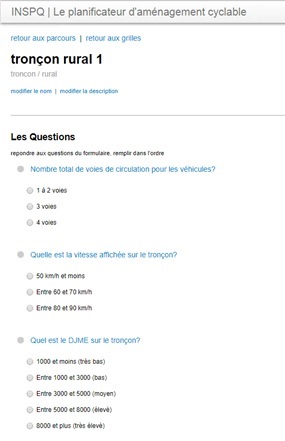 INSPQ | Le planificateur d'aménagement cyclable
retour aux parcours | retour aux grilles
tronçon rural 1
troncon / rural
modifier le nom | modifier la description
Les Questions
repondre aux questions du formulaire, remplir dans l'ordre
Nombre total de voies de circulation pour les véhicules?
1 à 2 voies
3 voies
4 voies
Quelle est la vitesse affichée sur le tronçon?
50 km/h et moins
Entre 60 et 70 km/h
Entre 80 et 90 km/h
Quel est le DJME sur le tronçon?
1000 et moins (très bas)
Entre 1000 et 3000 (bas)
Entre 3000 et 5000 (moyen)
Entre 5000 et 8000 (élevé)
8000 et plus (très élevé)